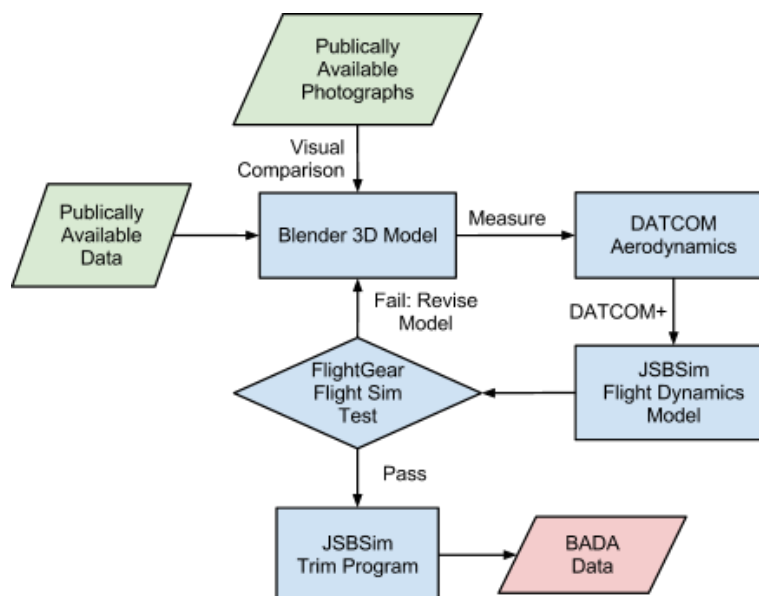 Publically
Available
Photographs
Visual
Comparison
Publically
Available
Data
Blender 3D Model
Measure
DATCOM
Aerodynamics
DATCOM+
Fail: Revise
Model
FlightGear
Flight Sim
Test
JSBSim
Flight Dynamics
Model
Pass
JSBSim
Trim Program
BADA
Data